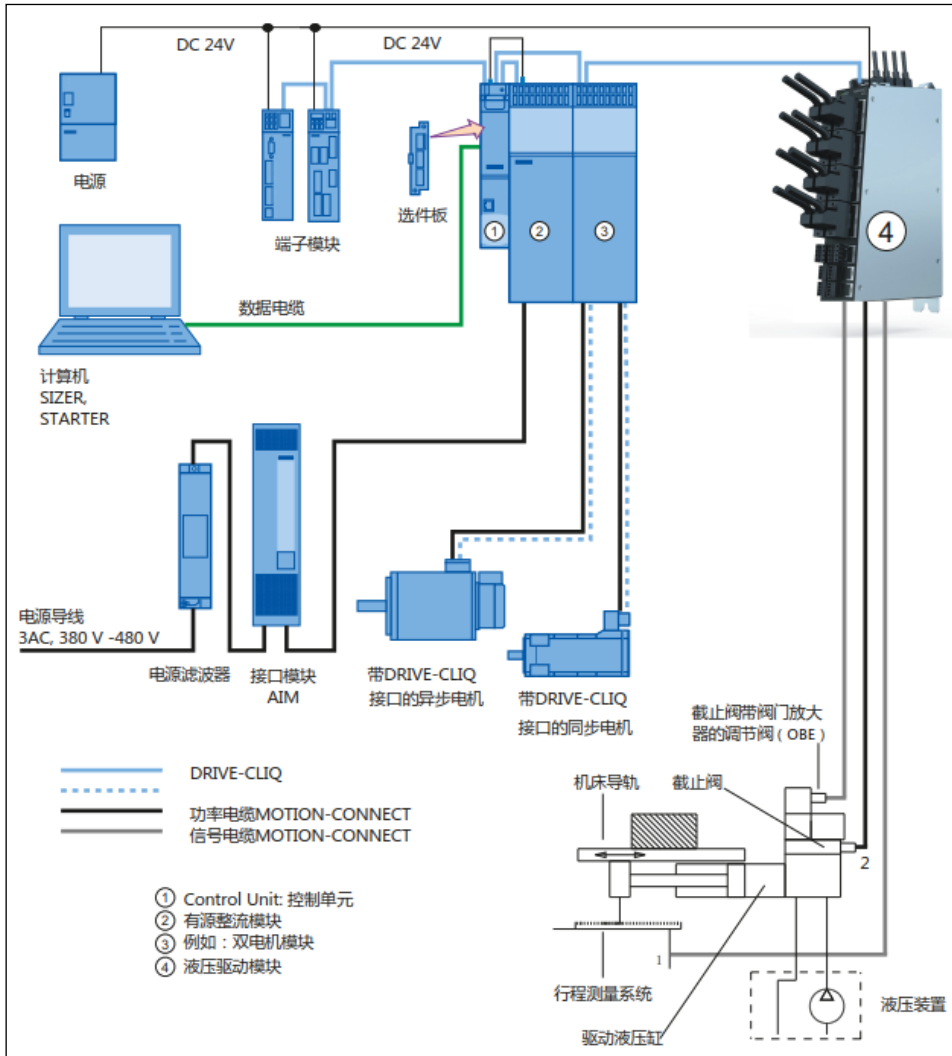 DC 24V
DC 24V
电源
端子模块
选件板
①
②
③
④
数据电缆
计算机
SIZER,
STARTER
电源导线
3AC, 380 V -480 V
电源滤波器
接口模块
AIM
带DRIVE-CLIQ
接口的异步电机
带DRIVE-CLIQ
接口的同步电机
截止阀带阀门放大
器的调节阀（OBE）
DRIVE-CLIQ
功率电缆MOTION-CONNECT
信号电缆MOTION-CONNECT
机床导轨
截止阀
2
① Control Unit: 控制单元
② 有源整流模块
③ 例如：双电机模块
④ 液压驱动模块
1
行程测量系统
驱动液压缸
液压装置